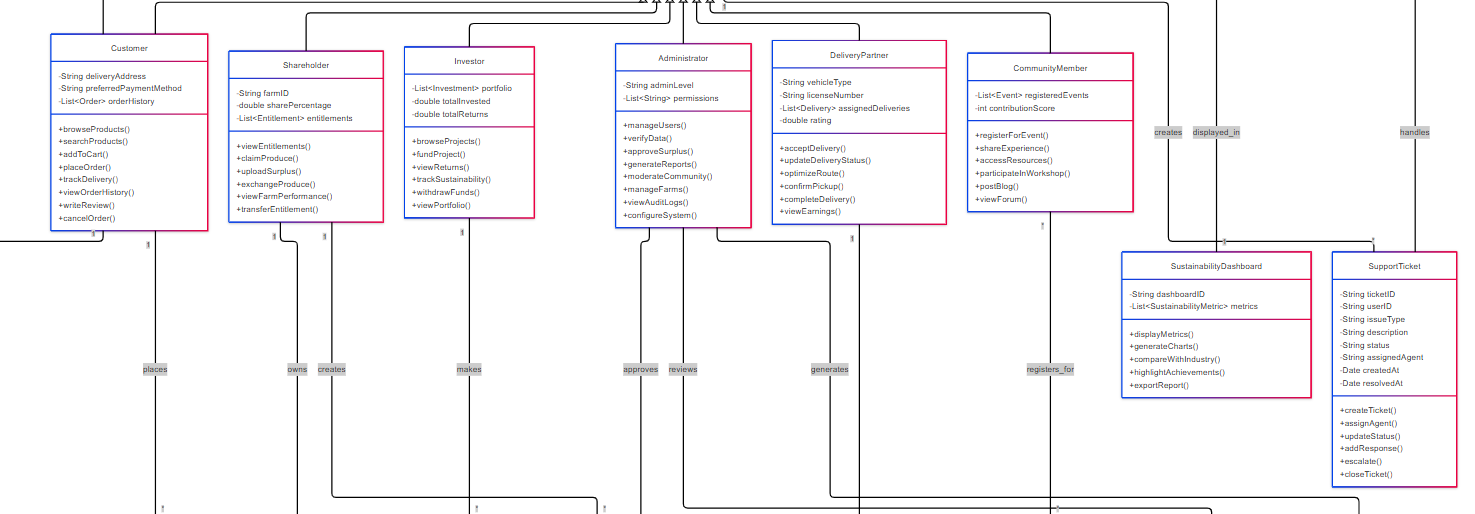 Customer
-String deliveryAddress
-String preferredPaymentMethod
-List<Order> orderHistory
+browseProducts()
+searchProducts()
+addToCart()
+placeOrder()
+trackDelivery()
+viewOrderHistory()
+writeReview()
+cancelOrder()
Shareholder
-String farmID
-double sharePercentage
-List<Entitlement> entitlements
+viewEntitlements()
+claimProduce()
+uploadSurplus()
+exchangeProduce()
+viewFarmPerformance()
+transferEntitlement()
Investor
-List<Investment> portfolio
-double totalInvested
-double totalReturns
+browseProjects()
+fundProject()
+viewReturns()
+trackSustainability()
+withdrawFunds()
+viewPortfolio()
Administrator
-String adminLevel
-List<String> permissions
+manageUsers()
+verifyData()
+approveSurplus()
+generateReports()
+moderateCommunity()
+manageFarms()
+viewAuditLogs()
+configureSystem()
DeliveryPartner
-String vehicleType
-String licenseNumber
-List<Delivery> assignedDeliveries
-double rating
+acceptDelivery()
+updateDeliveryStatus()
+optimizeRoute()
+confirmPickup()
+completeDelivery()
+viewEarnings()
CommunityMember
-List<Event> registeredEvents
-int contributionScore
+registerForEvent()
+shareExperience()
+accessResources()
+participateInWorkshop()
+postBlog()
+viewForum()
creates
displayed_in
handles
SustainabilityDashboard
-String dashboardID
-List<SustainabilityMetric> metrics
+displayMetrics()
+generateCharts()
+compareWithIndustry()
+highlightAchievements()
+exportReport()
SupportTicket
-String ticketID
-String userID
-String issueType
-String description
-String status
-String assignedAgent
-Date createdAt
-Date resolvedAt
+createTicket()
+assignAgent()
+updateStatus()
+addResponse()
+escalate()
+closeTicket()
1
1
1
1
1
1
places
owns
creates
makes
approves
reviews
generates
registers_for